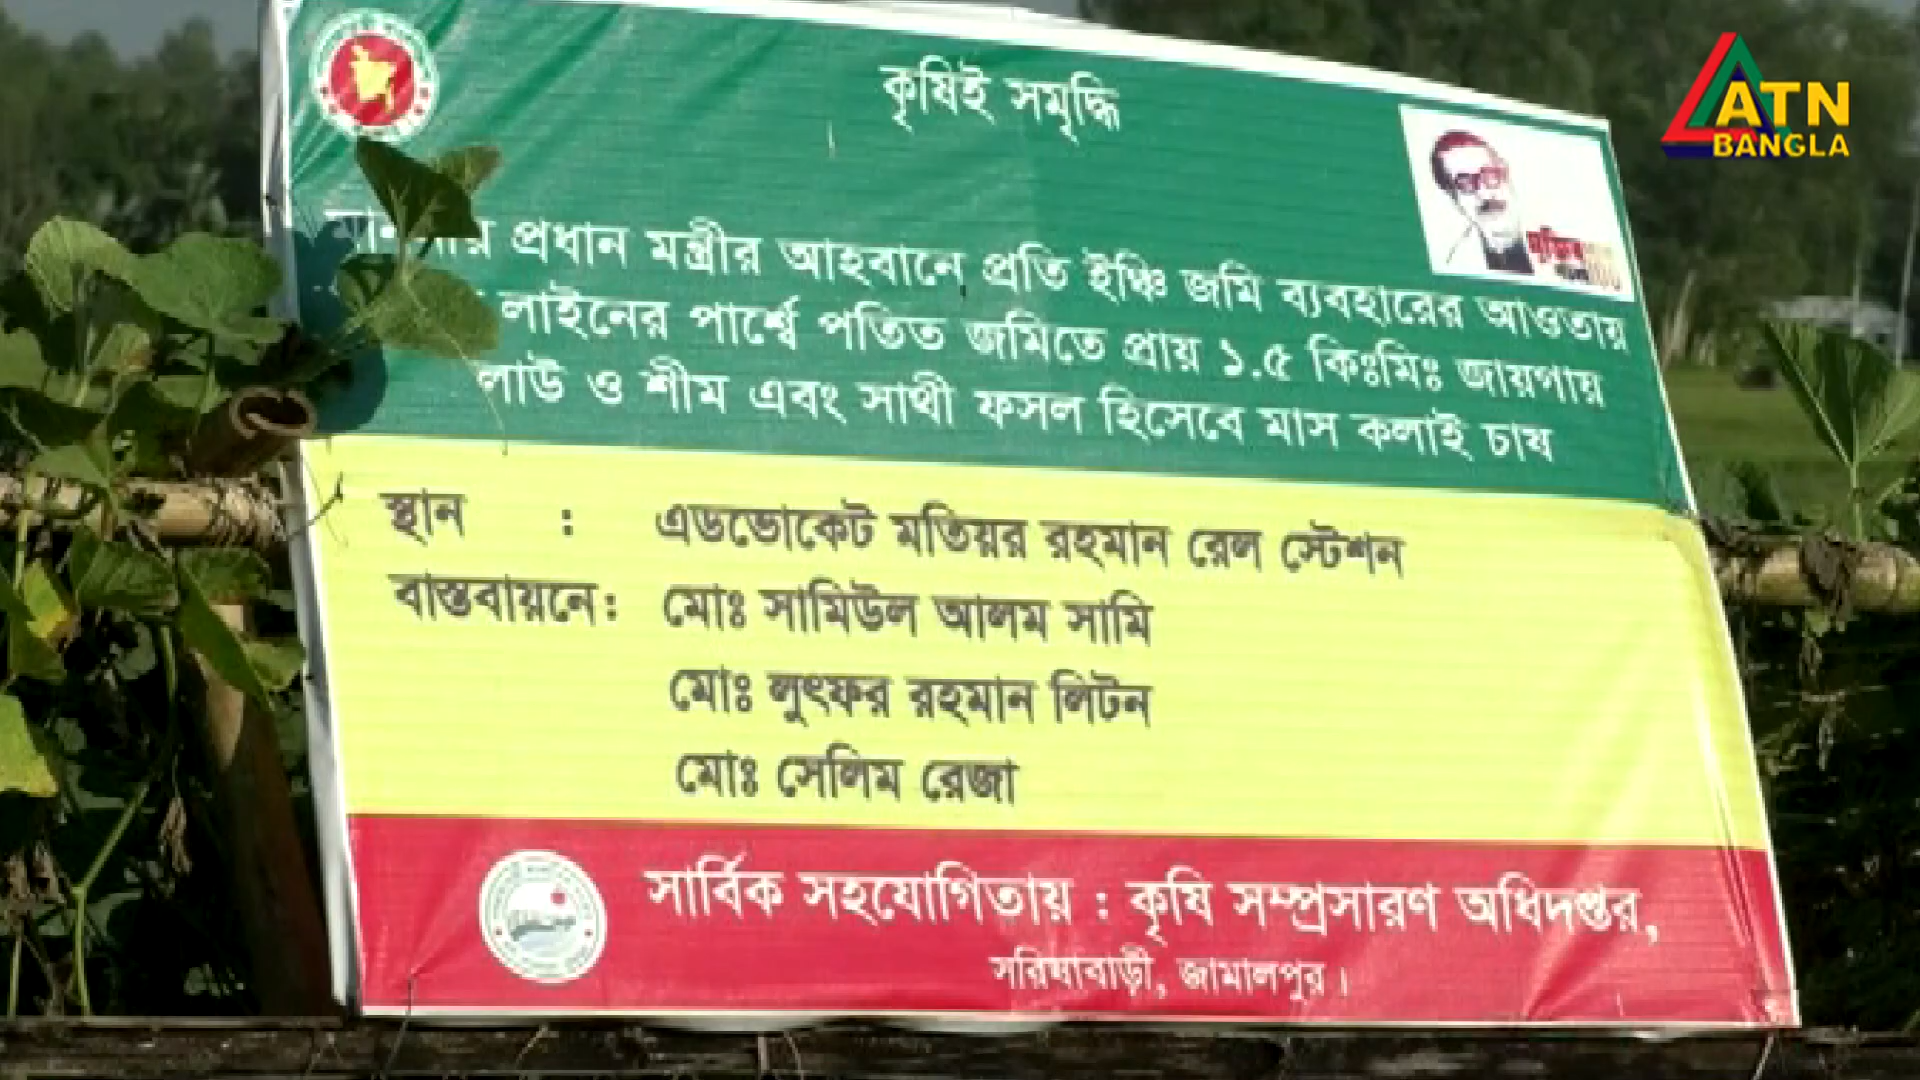 কৃষিই সমৃদ্ধি
ATN
BANGLA
প্রধান মন্ত্রীর আহবানে প্রতি ইঞ্চি জমি ব্যবহারের আওতায়
লাইনের পার্শ্বে পতিত জমিতে প্রায় ১.৫ কিঃমিঃ জায়গায়
লাউ ও শীম এবং সাথী ফসল হিসেবে মাস কলাই চাষ
স্থান : এডভোকেট মতিয়র রহমান রেল স্টেশন
বাস্তবায়নে: মোঃ সামিউল আলম সামি
মোঃ লুৎফর রহমান লিটন
মোঃ সেলিম রেজা
সার্বিক সহযোগিতায় : কৃষি সম্প্রসারণ অধিদপ্তর,
সরিষাবাড়ী, জামালপুর।